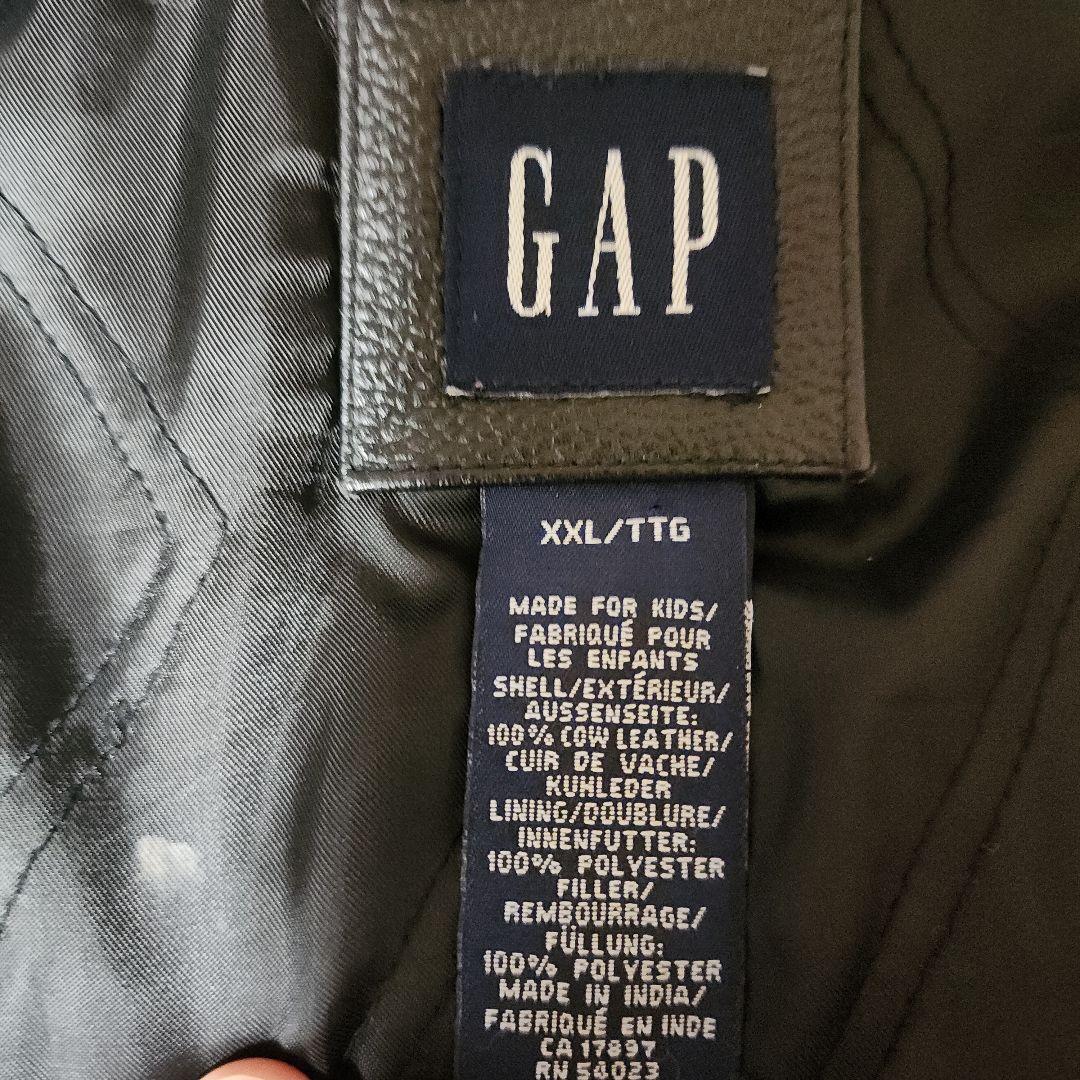 GAP
XXL/TTG
MADE FOR KIDS/
FABRIQUÉ POUR
LES ENFANTS
SHELL/EXTÉRIEUR/
AUSSENSEITE:
100% COW LEATHER/
CUIR DE VACHE/
KUHLEDER
LINING/DOUBLURE/
INNENFUTTER:
100% POLYESTER
FILLER/
REMBOURRAGE/
FÜLLUNG:
100% POLYESTER
MADE IN INDIA/
FABRIQUÉ EN INDE
CA 17897
RN 54023